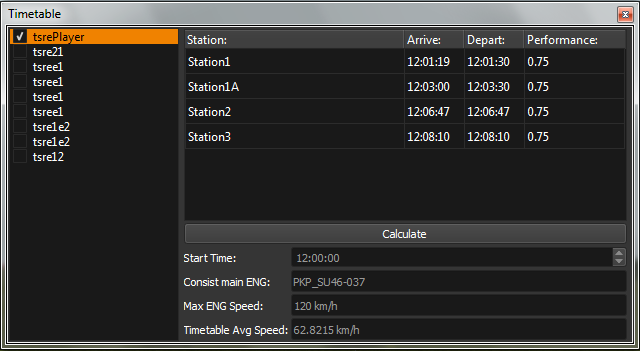 Timetable
tsrePlayer
tsre21
tsree1
tsree1
tsree1
tsree1
tsre1e2
tsre1e2
tsre12
Station: Arrive: Depart: Performance:
Station1 12:01:19 12:01:30 0.75
Station1A 12:03:00 12:03:30 0.75
Station2 12:06:47 12:06:47 0.75
Station3 12:08:10 12:08:10 0.75
Calculate
Start Time: 12:00:00
Consist main ENG: PKP_SU46-037
Max ENG Speed: 120 km/h
Timetable Avg Speed: 62.8215 km/h